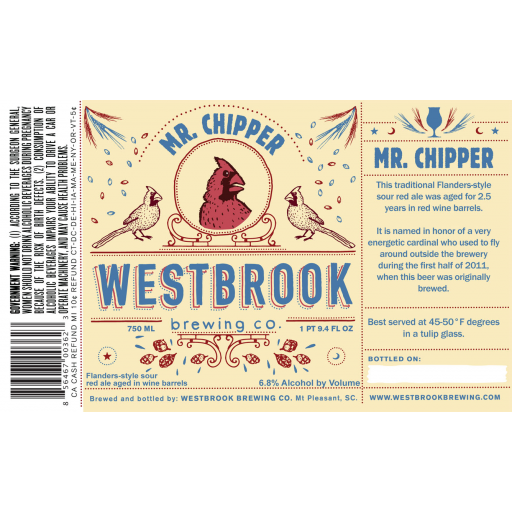 GOVERNMENT WARNING: (1) ACCORDING TO THE SURGEON GENERAL,
WOMEN SHOULD NOT DRINK ALCOHOLIC BEVERAGES DURING PREGNANCY
BECAUSE OF THE RISK OF BIRTH DEFECTS. (2) CONSUMPTION OF
ALCOHOLIC BEVERAGES IMPAIRS YOUR ABILITY TO DRIVE A CAR OR
OPERATE MACHINERY, AND MAY CAUSE HEALTH PROBLEMS.
8 56467 00362 3
CA CASH REFUND MI 10¢ REFUND CT-DC-DE-HI-IA-MA-ME-NY-OR-VT-5¢
MR. CHIPPER
WESTBROOK
750 ML
brewing co.
1 PT 9.4 FL OZ
Flanders-style sour
red ale aged in wine barrels
6.8% Alcohol by Volume
Brewed and bottled by: WESTBROOK BREWING CO. Mt Pleasant, SC.
MR. CHIPPER
This traditional Flanders-style
sour red ale was aged for 2.5
years in red wine barrels.
It is named in honor of a very
energetic cardinal who used to fly
around outside the brewery
during the first half of 2011,
when this beer was originally
brewed.
Best served at 45-50°F degrees
in a tulip glass.
BOTTLED ON:
WWW.WESTBROOKBREWING.COM